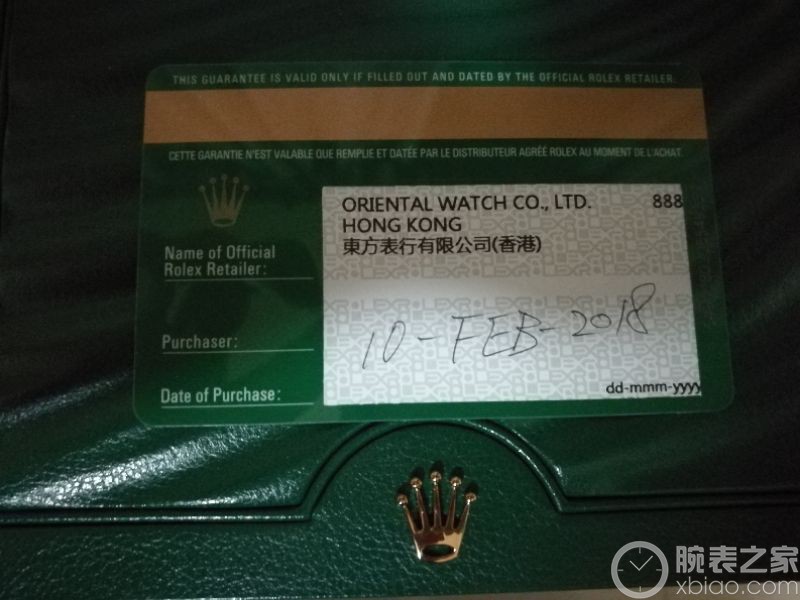 THIS GUARANTEE IS VALID ONLY IF FILLED OUT AND DATED BY THE OFFICIAL ROLEX RETAILER.
CETTE GARANTIE N'EST VALABLE QUE REMPLIE ET DATÉE PAR LE DISTRIBUTEUR AGRÉÉ ROLEX AU MOMENT DE L'ACHAT.
ORIENTAL WATCH CO., LTD. 888
HONG KONG
東方表行有限公司(香港)
Name of Official
Rolex Retailer:
Purchaser:
10-FEB-2018
Date of Purchase:
dd-mmm-yyyy
腕表之家
xbiao.com